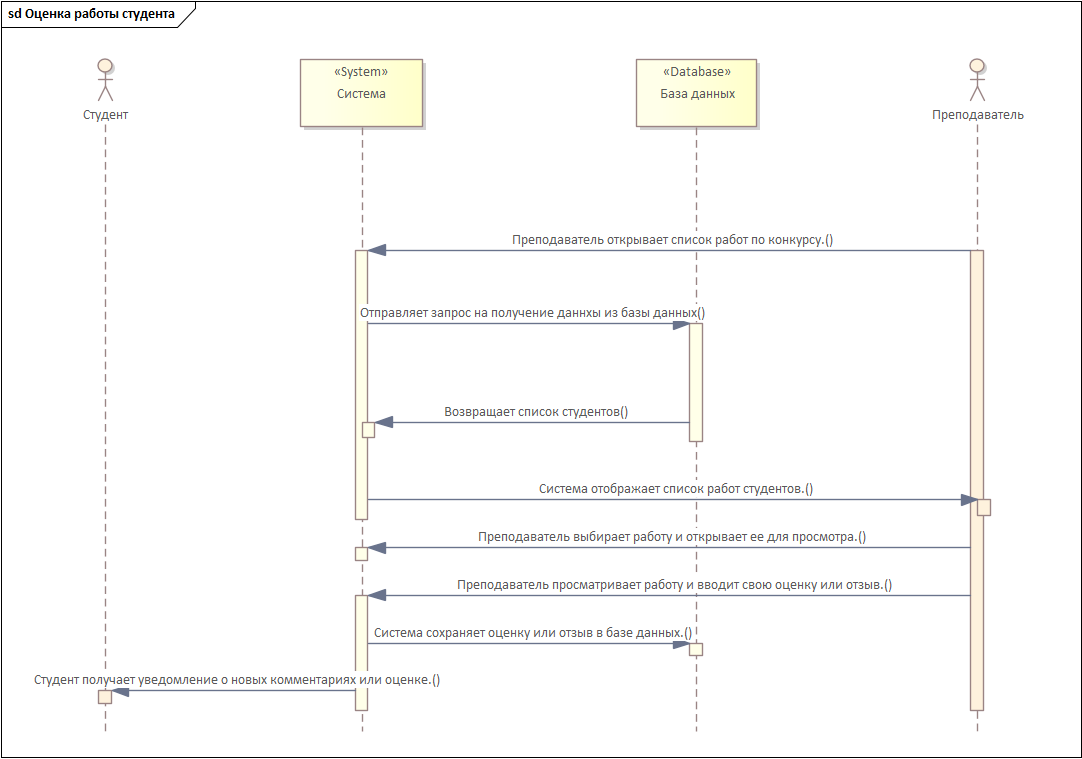 sd Оценка работы студента
«System»
Система
«Database»
База данных
Студент
Преподаватель
Преподаватель открывает список работ по конкурсу.()
Отправляет запрос на получение даннхы из базы данных()
Возвращает список студентов()
Система отображает список работ студентов.()
Преподаватель выбирает работу и открывает ее для просмотра.()
Преподаватель просматривает работу и вводит свою оценку или отзыв.()
Система сохраняет оценку или отзыв в базе данных.()
Студент получает уведомление о новых комментариях или оценке.()